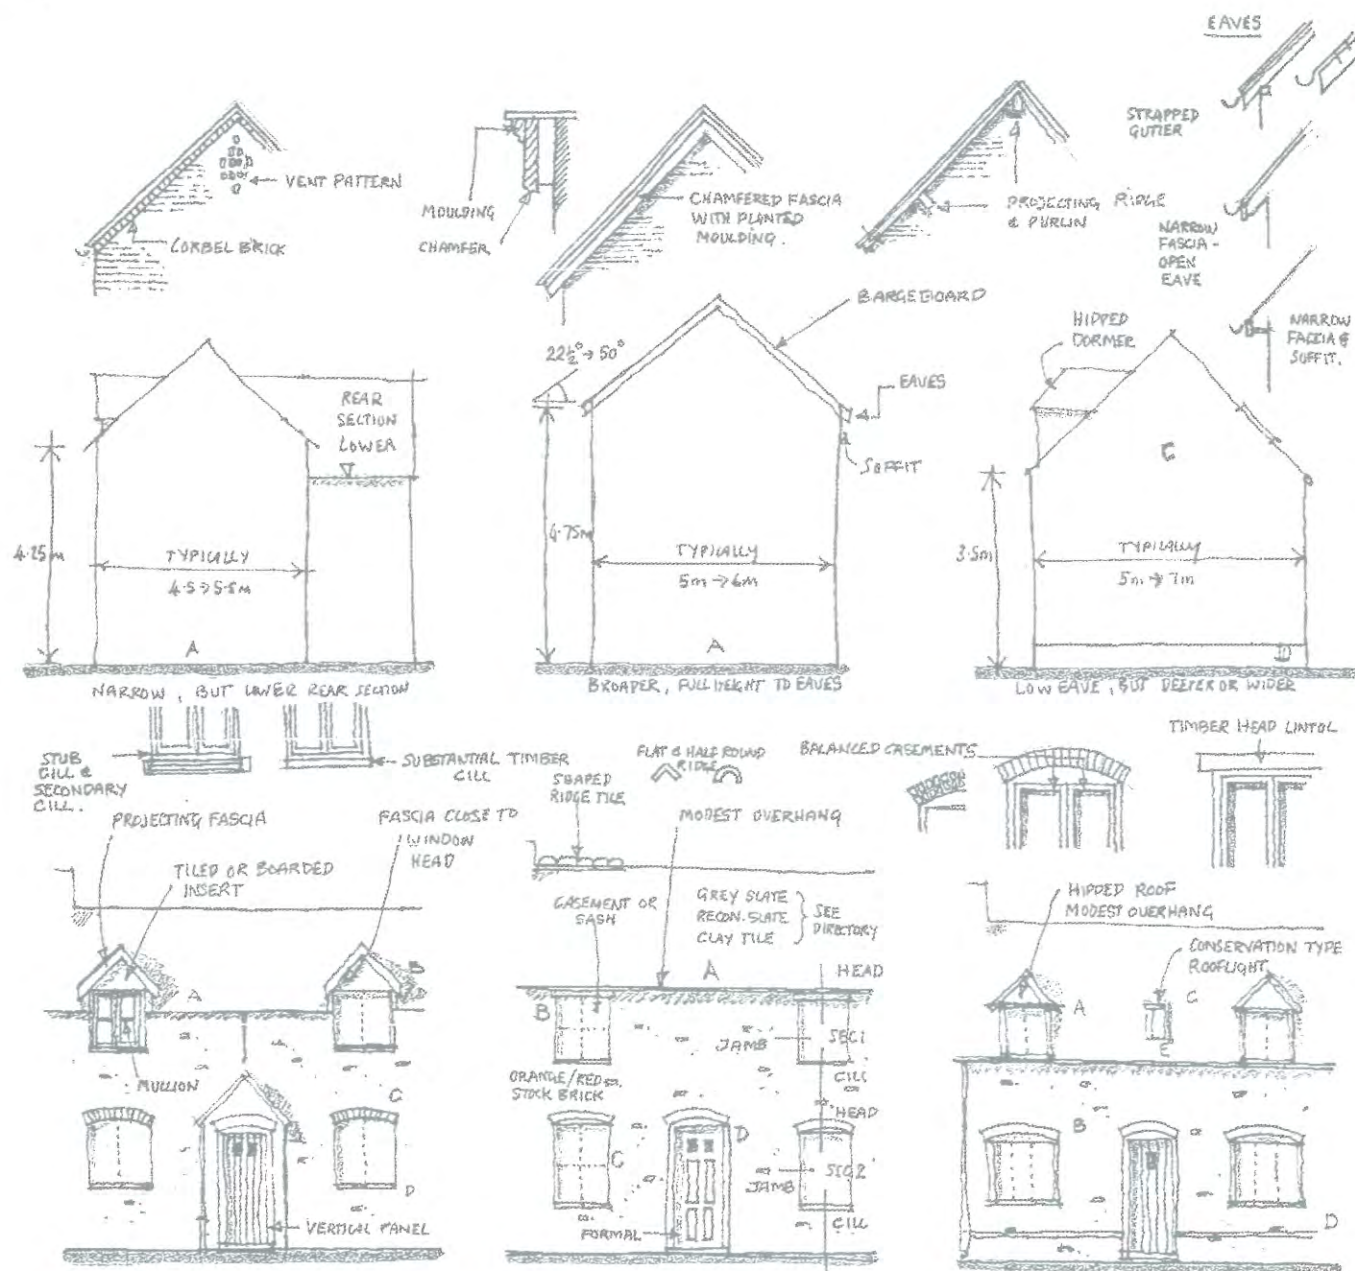 EAVES
STRAPPED
GUTTER
VENT PATTERN
CORBEL BRICK
MOULDING
CHAMFER
CHAMFERED FASCIA
WITH PLANTED
MOULDING.
PROJECTING RIDGE
& PURLIN
NARROW
FASCIA -
OPEN
EAVE
NARROW
FASCIA &
SOFFIT.
REAR
SECTION
LOWER
4.25m
TYPICALLY
4.5→5.5m
A
NARROW, BUT LOWER REAR SECTION
22½°→50°
BARGEBOARD
EAVES
SOFFIT
4.75m
TYPICALLY
5m→6m
A
BROADER, FULL HEIGHT TO EAVES
HIPPED
DORMER
C
3.5m
TYPICALLY
5m→7m
D
LOW EAVE, BUT DEEPER OR WIDER
STUB
CILL &
SECONDARY
CILL.
SUBSTANTIAL TIMBER
CILL
PROJECTING FASCIA
TILED OR BOARDED
INSERT
FASCIA CLOSE TO
WINDOW
HEAD
A
B
D
MULLION
C
D
VERTICAL PANEL
SHAPED
RIDGE TILE
FLAT & HALF ROUND
RIDGE
MODEST OVERHANG
CASEMENT OR
SASH
GREY SLATE
RECON. SLATE
CLAY TILE
SEE
DIRECTORY
A
HEAD
B
JAMB
SEC1
CILL
ORANGE/RED
STOCK BRICK
HEAD
C
D
JAMB
SEC2
CILL
FORMAL
BALANCED CASEMENTS
TIMBER HEAD LINTOL
HIPPED ROOF
MODEST OVERHANG
CONSERVATION TYPE
ROOFLIGHT
A
C
E
B
D